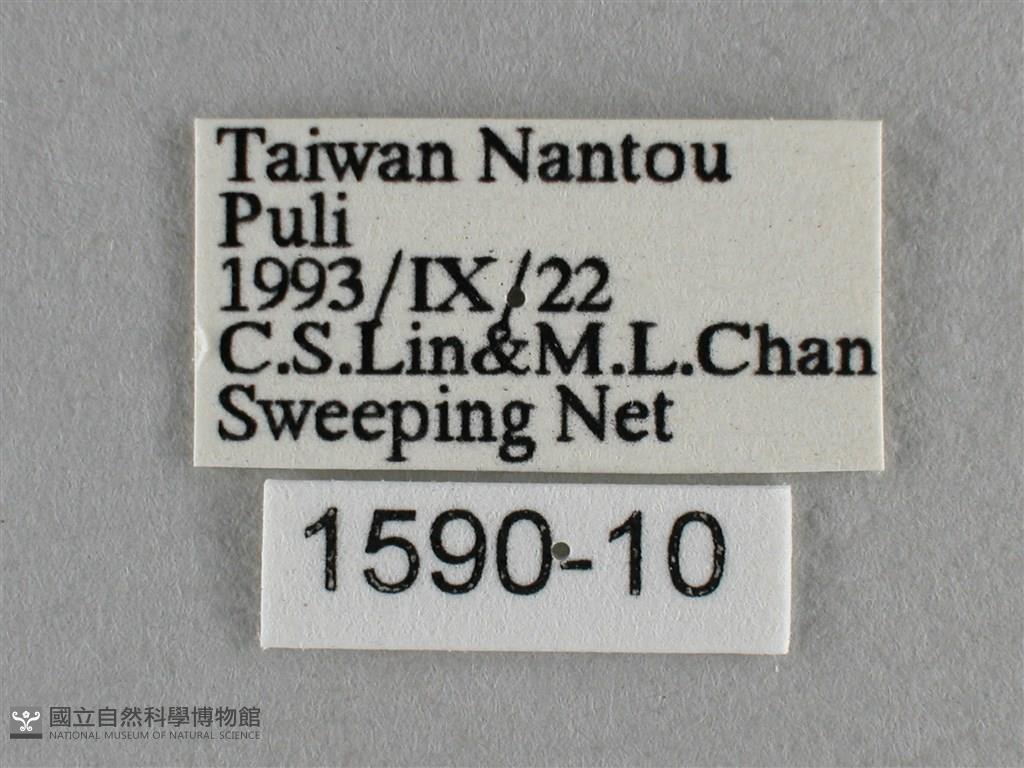 Taiwan Nantou
Puli
1993/IX/22
C.S.Lin&M.L.Chan
Sweeping Net
1590-10
國立自然科學博物館
NATIONAL MUSEUM OF NATURAL SCIENCE